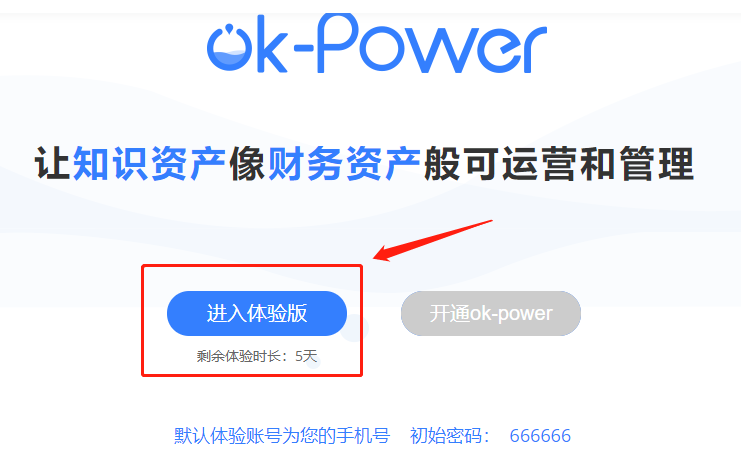 ok-Power
让知识资产像财务资产般可运营和管理
进入体验版 开通ok-power
剩余体验时长：5天
默认体验账号为您的手机号 初始密码： 666666